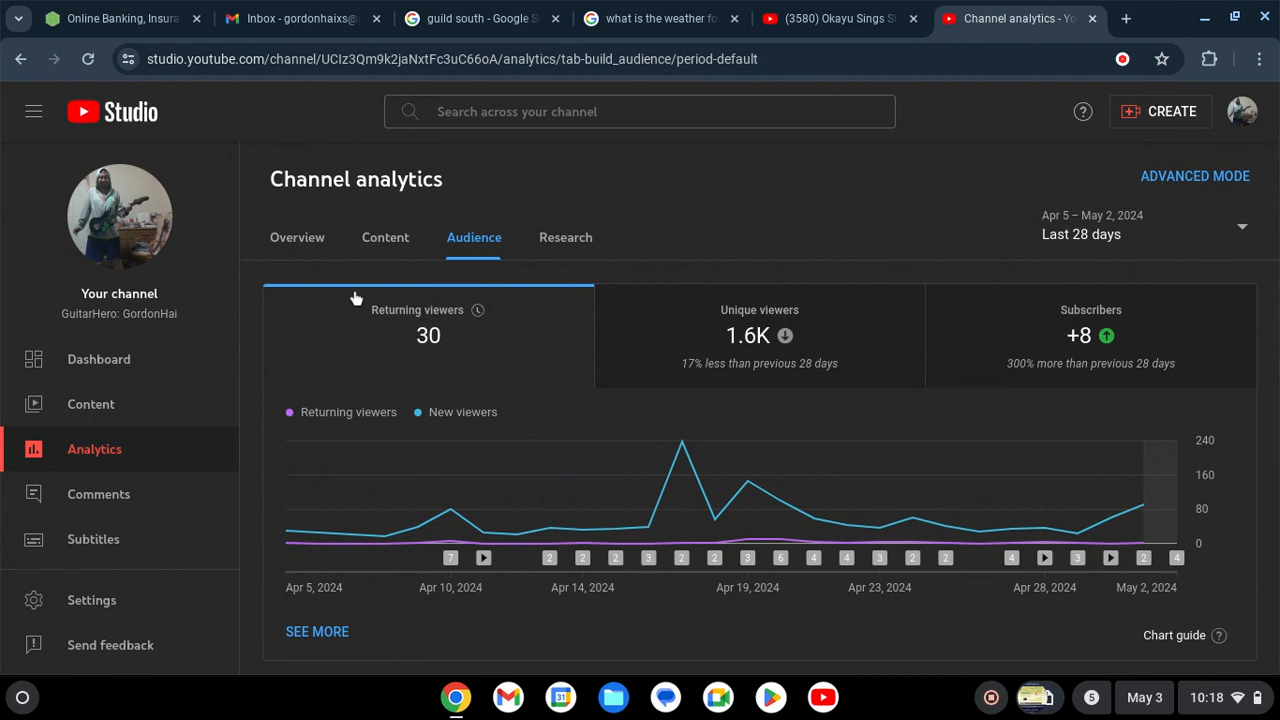 Online Banking, Insura
Inbox - gordonhaixs@
guild south - Google S
what is the weather fo
(3580) Okayu Sings S
Channel analytics - Yo
studio.youtube.com/channel/UCIz3Qm9k2jaNxtFc3uC66oA/analytics/tab-build_audience/period-default
Studio
Search across your channel
?
CREATE
Your channel
GuitarHero: GordonHai
Dashboard
Content
Analytics
Comments
Subtitles
Settings
Send feedback
Channel analytics
ADVANCED MODE
Overview
Content
Audience
Research
Apr 5 – May 2, 2024
Last 28 days
Returning viewers
30
Unique viewers
1.6K
17% less than previous 28 days
Subscribers
+8
300% more than previous 28 days
Returning viewers
New viewers
240
160
80
0
7 2 2 2 3 2 2 3 6 4 4 3 2 2 4 3 2 4
Apr 5, 2024
Apr 10, 2024
Apr 14, 2024
Apr 19, 2024
Apr 23, 2024
Apr 28, 2024
May 2, 2024
SEE MORE
Chart guide ?
31
5
May 3
10:18